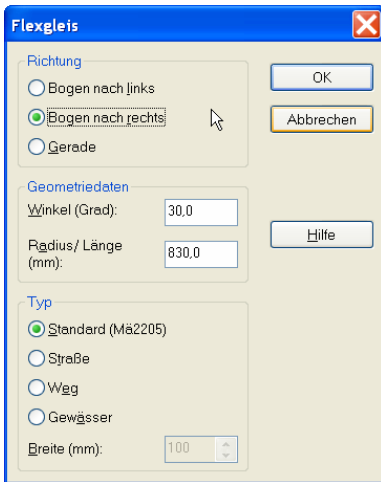 Flexgleis
Richtung
Bogen nach links
Bogen nach rechts
Gerade
OK
Abbrechen
Geometriedaten
Winkel (Grad): 30,0
Radius/ Länge (mm): 830,0
Hilfe
Typ
Standard (Mä2205)
Straße
Weg
Gewässer
Breite (mm): 100